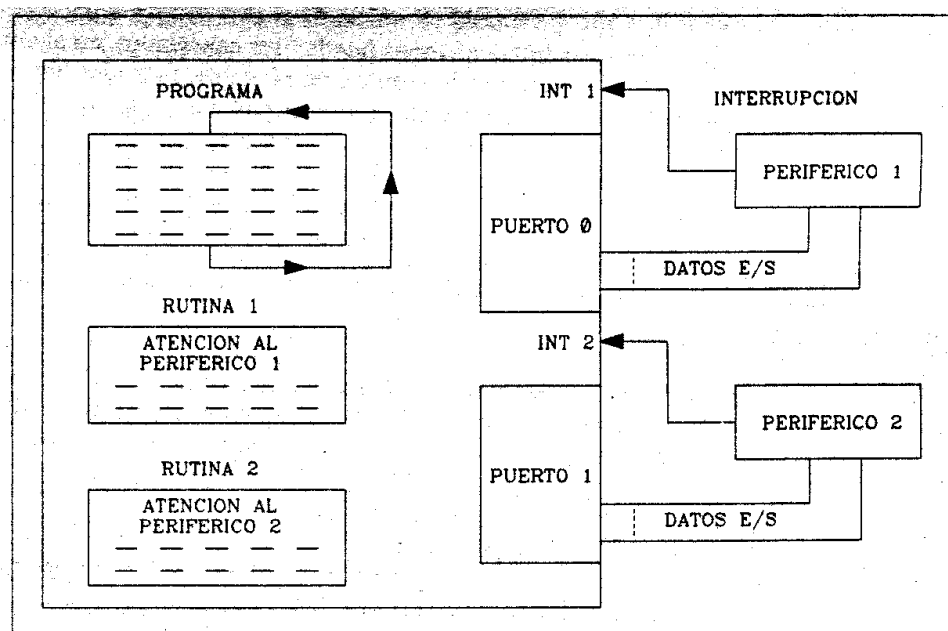 PROGRAMA
INT 1
INTERRUPCION
PERIFERICO 1
PUERTO 0
DATOS E/S
RUTINA 1
ATENCION AL
PERIFERICO 1
INT 2
PERIFERICO 2
RUTINA 2
PUERTO 1
ATENCION AL
PERIFERICO 2
DATOS E/S